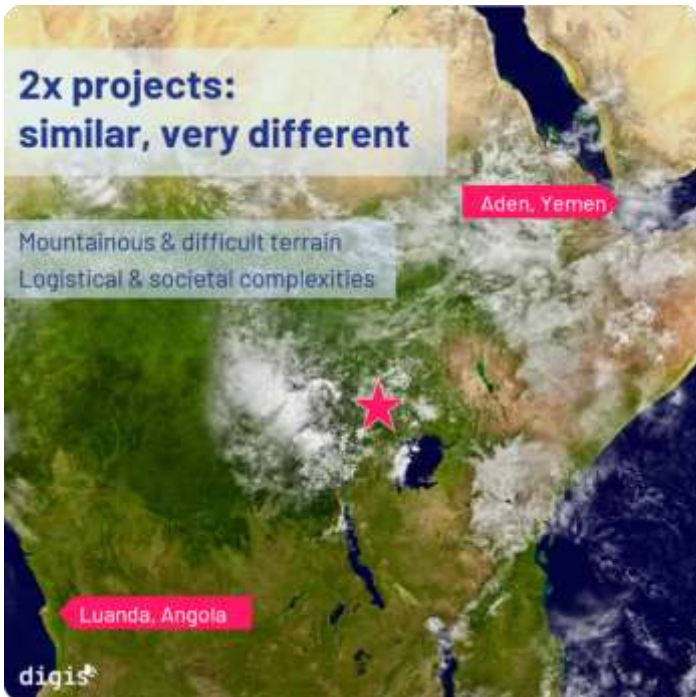 2x projects:
similar, very different
Aden, Yemen
Mountainous & difficult terrain
Logistical & societal complexities
Luanda, Angola
digis